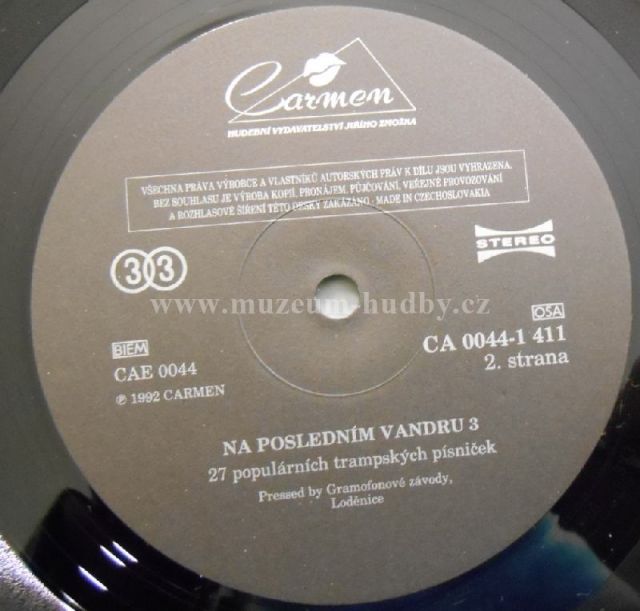 Carmen
HUDEBNÍ VYDAVATELSTVÍ JIŘÍHO ZMOŽKA
VŠECHNA PRÁVA VÝROBCE A VLASTNÍKŮ AUTORSKÝCH PRÁV K DÍLU JSOU VYHRAZENA.
BEZ SOUHLASU JE VÝROBA KOPIÍ, PRONÁJEM, PŮJČOVÁNÍ, VEŘEJNÉ PROVOZOVÁNÍ
A ROZHLASOVÉ ŠÍŘENÍ TÉTO DESKY ZAKÁZÁNO · MADE IN CZECHOSLOVAKIA
33
STEREO
www.muzeum-hudby.cz
BIEM
OSA
CAE 0044
CA 0044-1 411
℗ 1992 CARMEN
2. strana
NA POSLEDNÍM VANDRU 3
27 populárních trampských písniček
Pressed by Gramofonové závody,
Loděnice